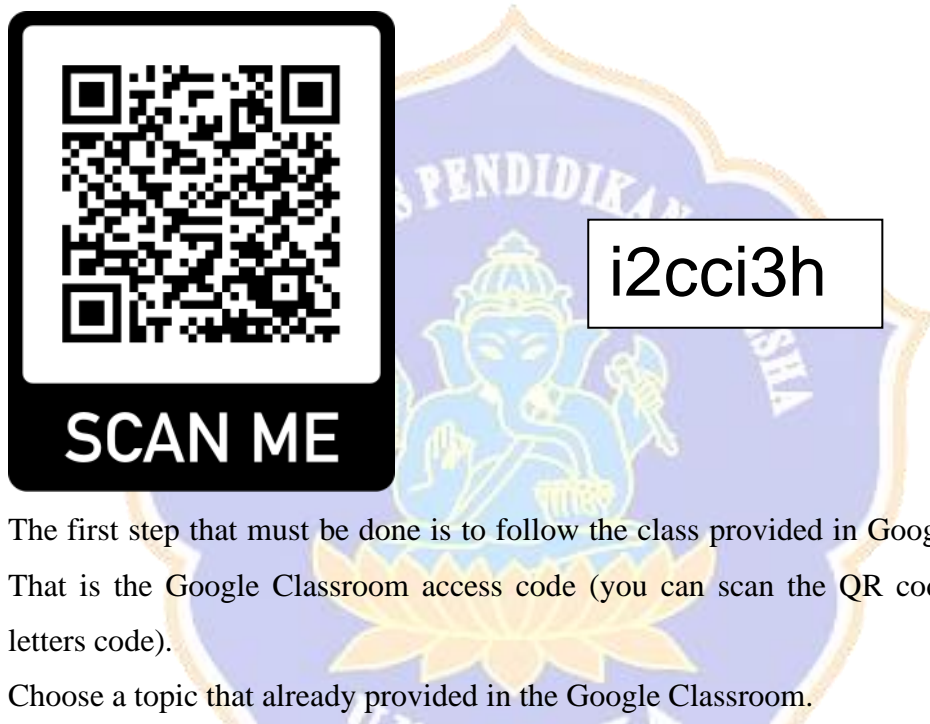 PENDIDIKAN
i2cci3h
SHA
SCAN ME
The first step that must be done is to follow the class provided in Goog
That is the Google Classroom access code (you can scan the QR co
letters code).
Choose a topic that already provided in the Google Classroom.